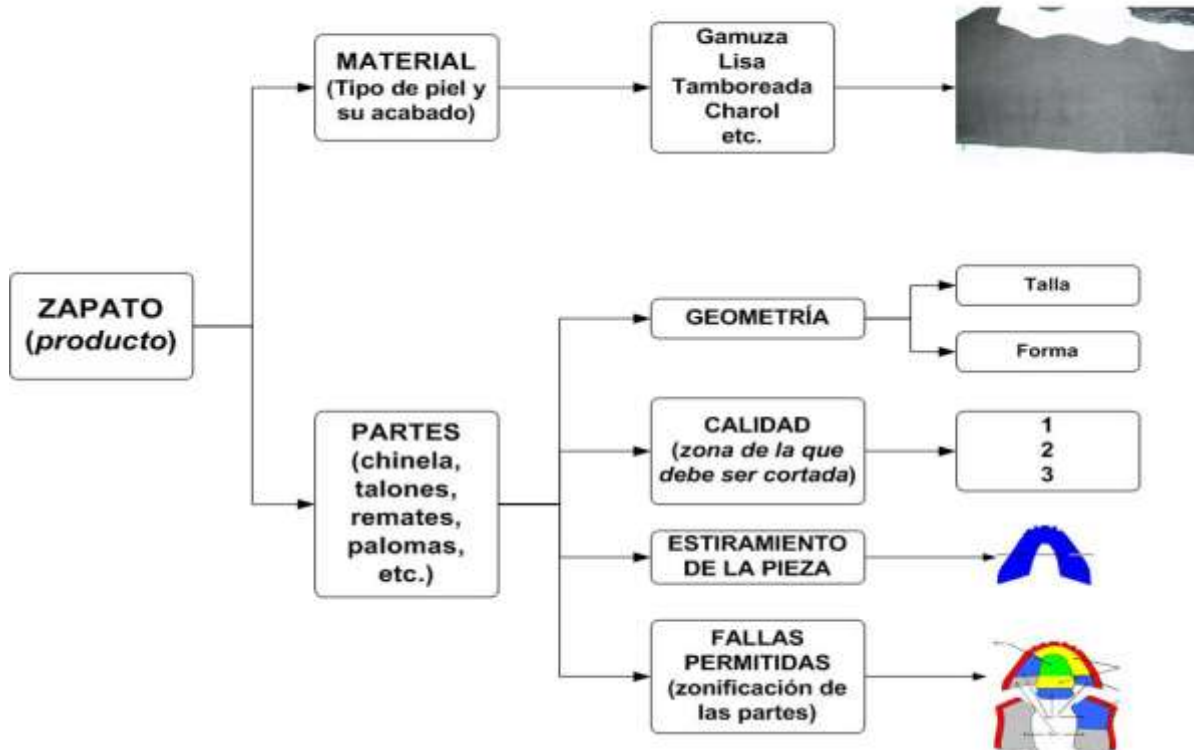 ZAPATO
(producto)
MATERIAL
(Tipo de piel y
su acabado)
Gamuza
Lisa
Tamboreada
Charol
etc.
PARTES
(chinela,
talones,
remates,
palomas,
etc.)
GEOMETRÍA
Talla
Forma
CALIDAD
(zona de la que
debe ser cortada)
1
2
3
ESTIRAMIENTO
DE LA PIEZA
FALLAS
PERMITIDAS
(zonificación de
las partes)